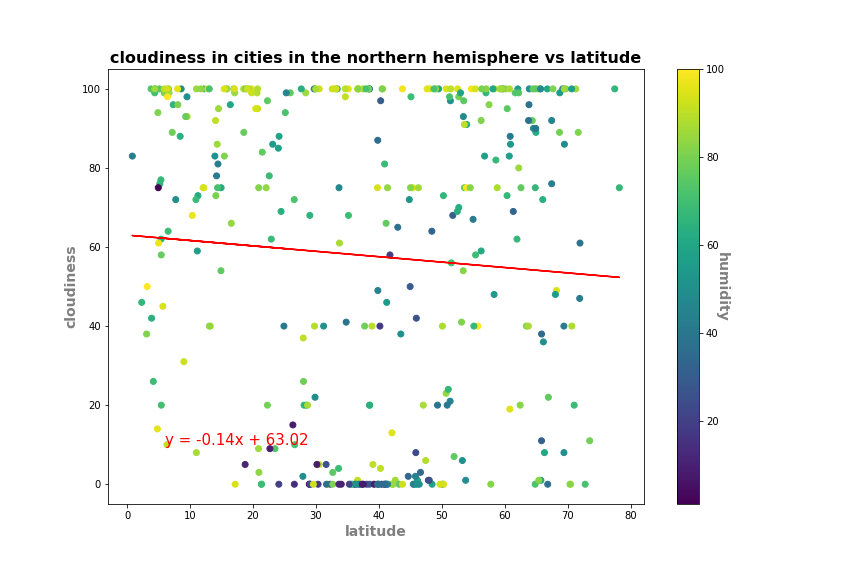 cloudiness in cities in the northern hemisphere vs latitude
100
80
60
40
20
0
cloudiness
y = -0.14x + 63.02
0 10 20 30 40 50 60 70 80
latitude
100
80
60
40
20
humidity